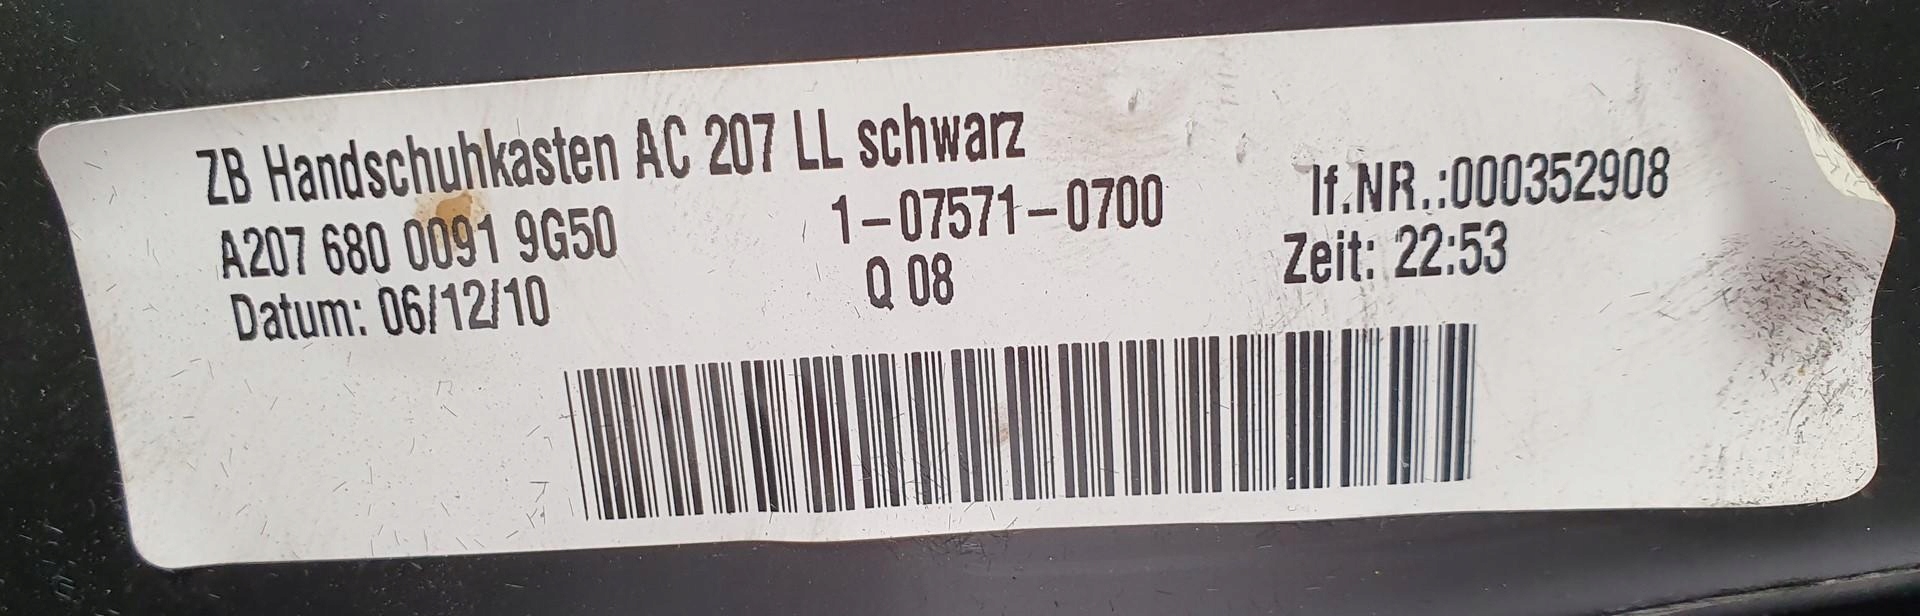 ZB Handschuhkasten AC 207 LL schwarz
A207 680 0091 9G50 1-07571-0700 lf.NR.:000352908
Datum: 06/12/10 Q 08 Zeit: 22:53